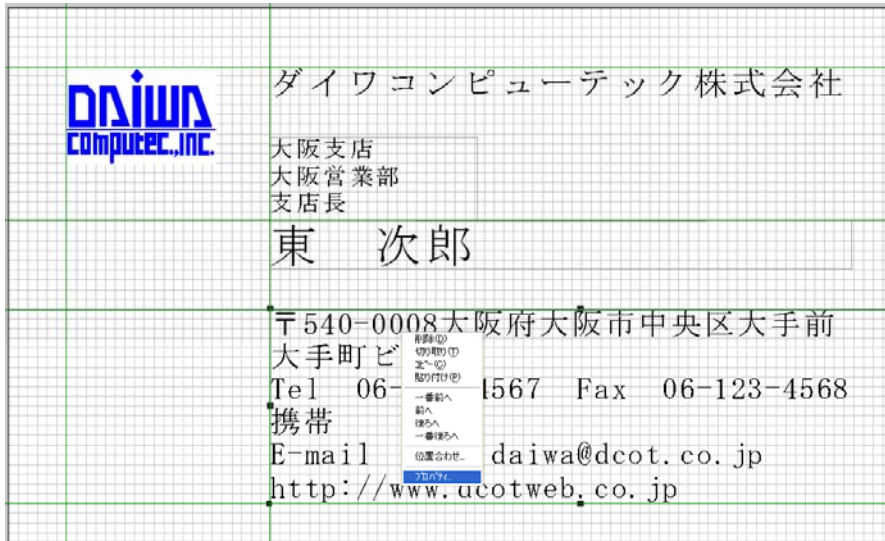 DAIWA
computec.,inc.
ダイワコンピューテック株式会社
大阪支店
大阪営業部
支店長
東 次郎
〒540-0008大阪府大阪市中央区大手前
大手町ビ
Tel 06- 4567 Fax 06-123-4568
携帯
E-mail daiwa@dcot.co.jp
http://www.dcotweb.co.jp
削除(D)
切り取り(T)
コピー(C)
貼り付け(P)
一番前へ
前へ
後ろへ
一番後ろへ
位置合わせ...
プロパティ...